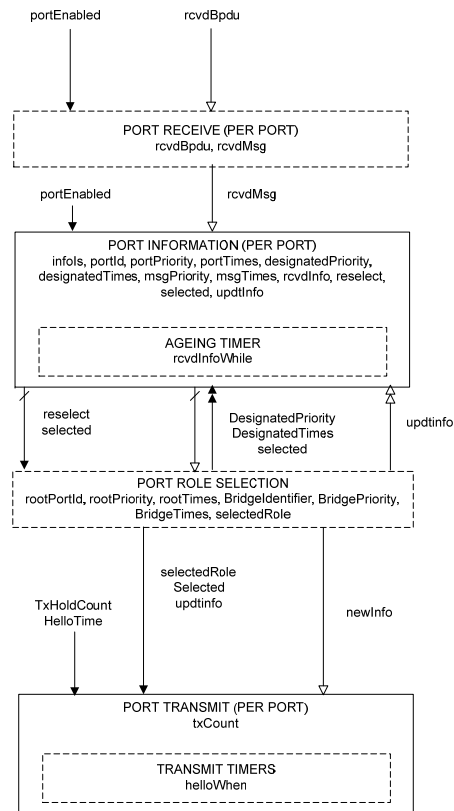 portEnabled
rcvdBpdu
PORT RECEIVE (PER PORT)
rcvdBpdu, rcvdMsg
rcvdMsg
portEnabled
PORT INFORMATION (PER PORT)
infoIs, portId, portPriority, portTimes, designatedPriority,
designatedTimes, msgPriority, msgTimes, rcvdInfo, reselect,
selected, updtInfo
AGEING TIMER
rcvdInfoWhile
reselect
selected
DesignatedPriority
DesignatedTimes
selected
updtinfo
PORT ROLE SELECTION
rootPortId, rootPriority, rootTimes, BridgeIdentifier, BridgePriority,
BridgeTimes, selectedRole
selectedRole
Selected
updtinfo
TxHoldCount
HelloTime
newInfo
PORT TRANSMIT (PER PORT)
txCount
TRANSMIT TIMERS
helloWhen